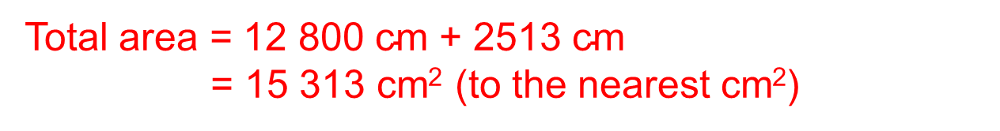 Total area = 12 800 cm + 2513 cm
= 15 313 cm² (to the nearest cm²)